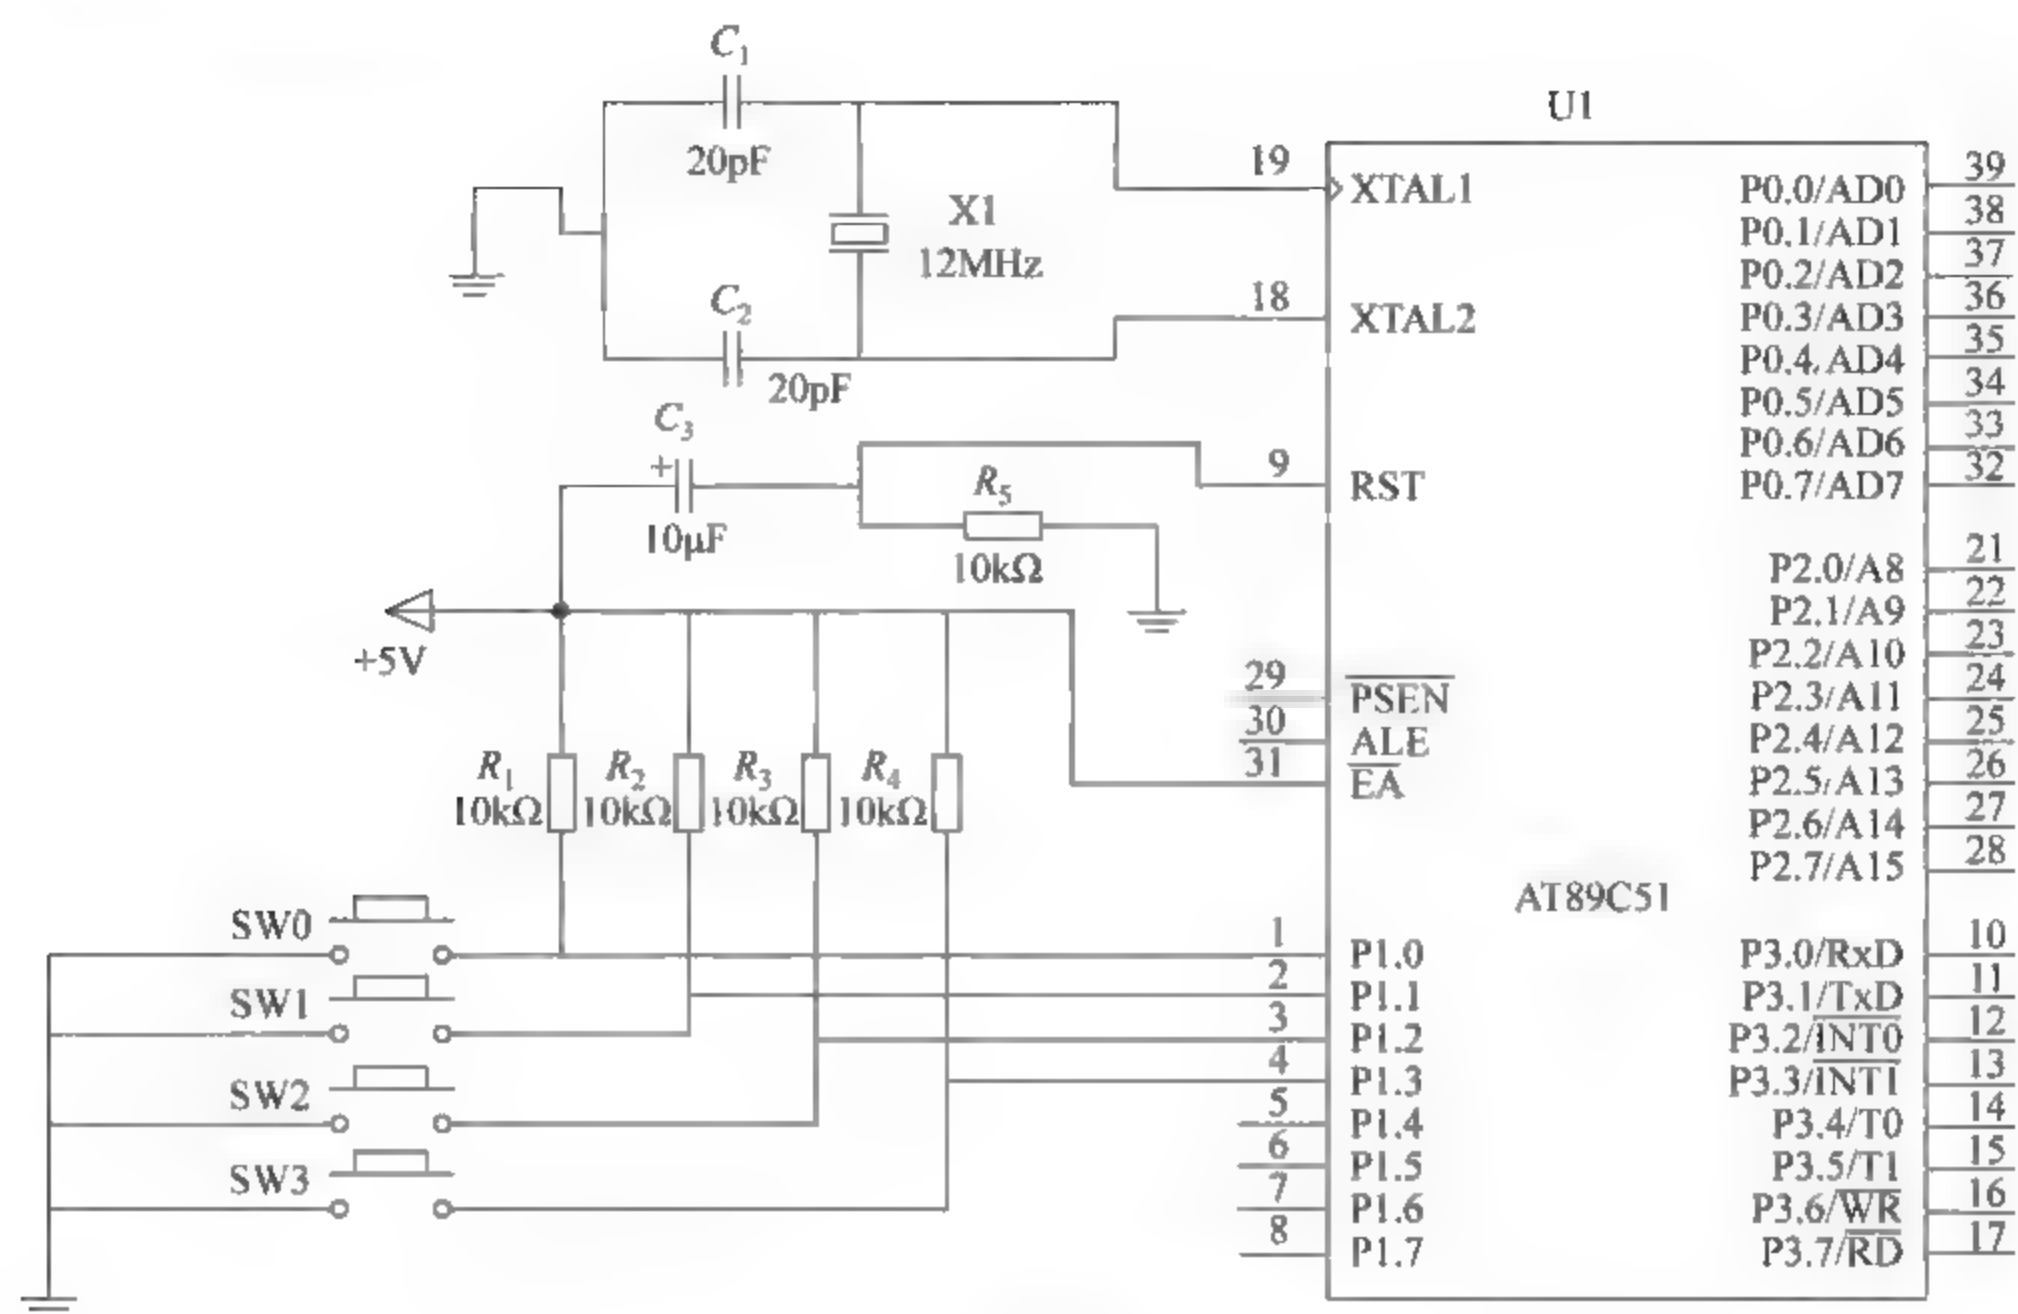 C1
20pF
X1
12MHz
C2
20pF
C3
+
10μF
R5
10kΩ
+5V
R1
10kΩ
R2
10kΩ
R3
10kΩ
R4
10kΩ
SW0
SW1
SW2
SW3
U1
19 XTAL1
18 XTAL2
9 RST
29 PSEN
30 ALE
31 EA
AT89C51
1 P1.0
2 P1.1
3 P1.2
4 P1.3
5 P1.4
6 P1.5
7 P1.6
8 P1.7
P0.0/AD0 39
P0.1/AD1 38
P0.2/AD2 37
P0.3/AD3 36
P0.4/AD4 35
P0.5/AD5 34
P0.6/AD6 33
P0.7/AD7 32
P2.0/A8 21
P2.1/A9 22
P2.2/A10 23
P2.3/A11 24
P2.4/A12 25
P2.5/A13 26
P2.6/A14 27
P2.7/A15 28
P3.0/RxD 10
P3.1/TxD 11
P3.2/INT0 12
P3.3/INT1 13
P3.4/T0 14
P3.5/T1 15
P3.6/WR 16
P3.7/RD 17